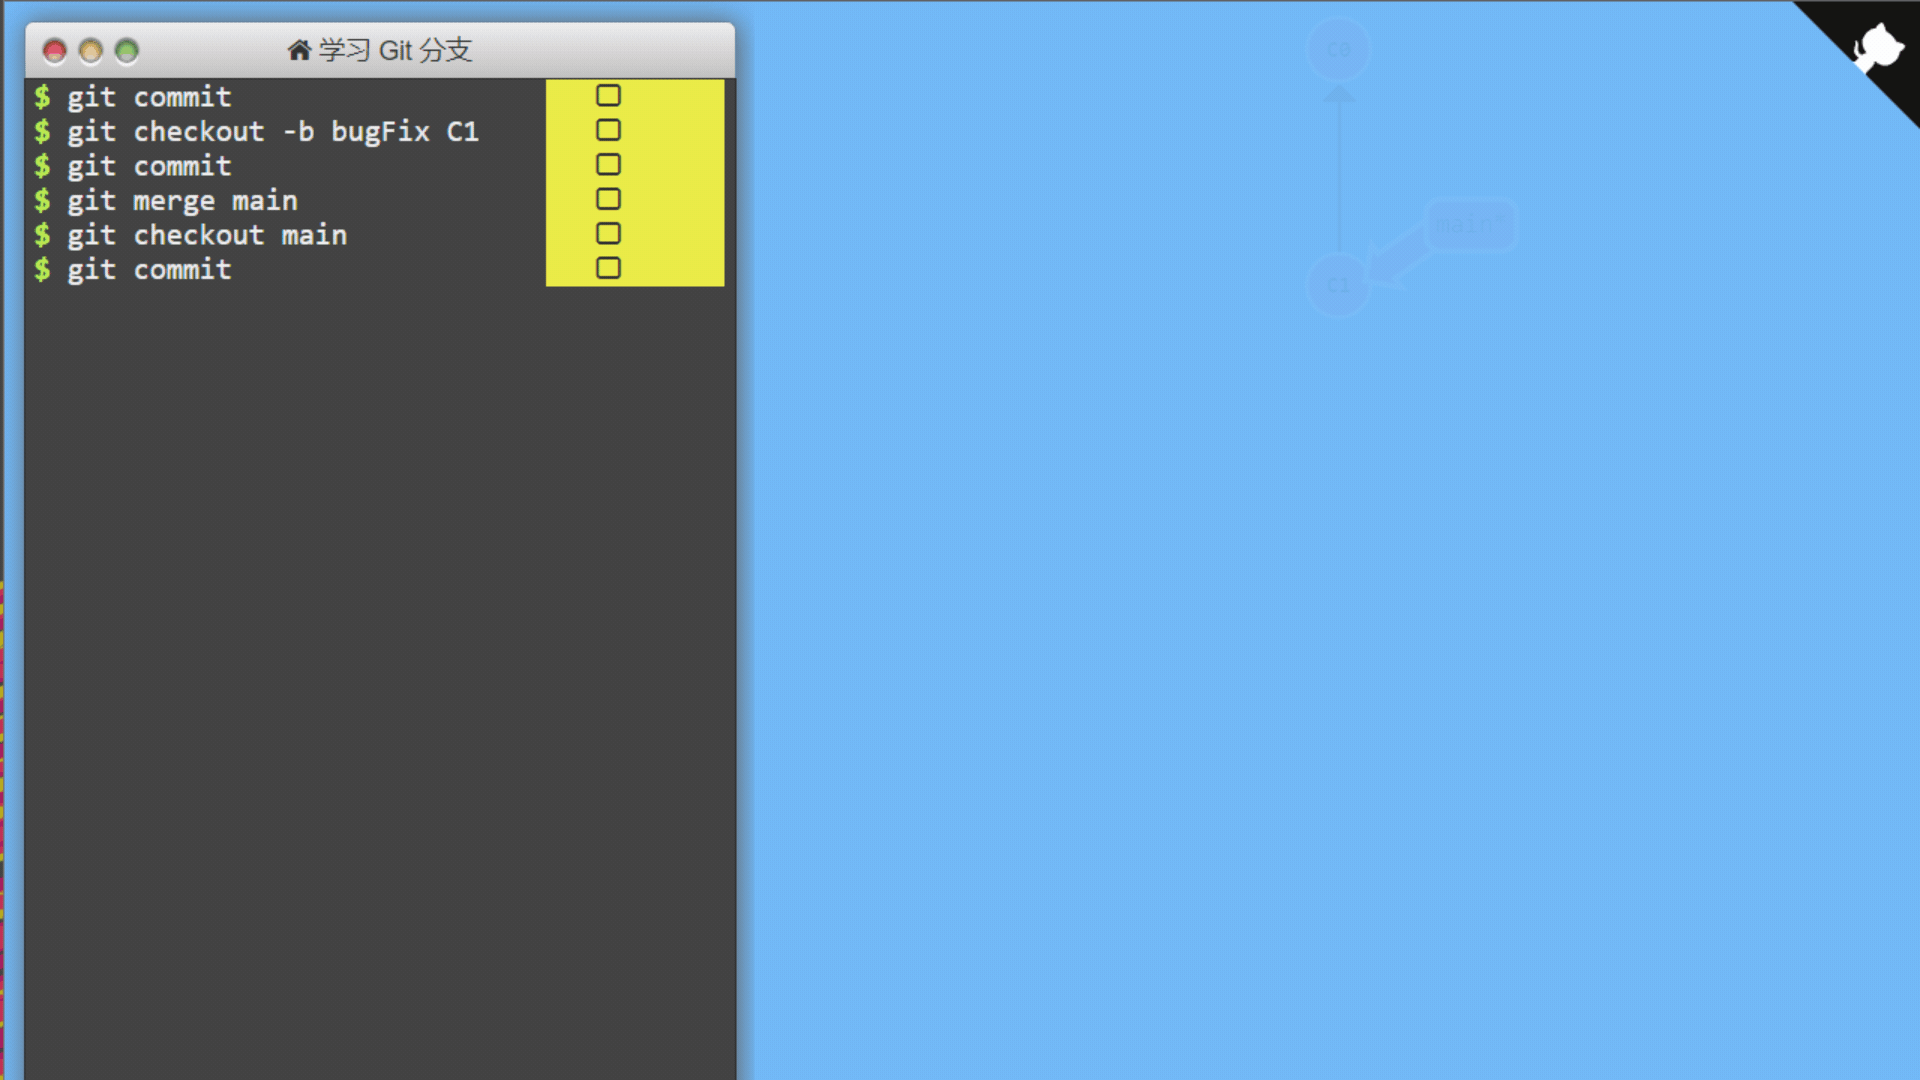 学习 Git 分支
$ git commit
$ git checkout -b bugFix C1
$ git commit
$ git merge main
$ git checkout main
$ git commit
C0
main*
C1